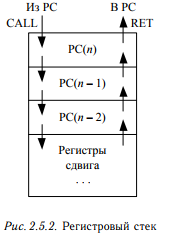 Из PC В PC
CALL RET
PC(n)
PC(n – 1)
PC(n – 2)
Регистры
сдвига
. . .
Рис. 2.5.2. Регистровый стек